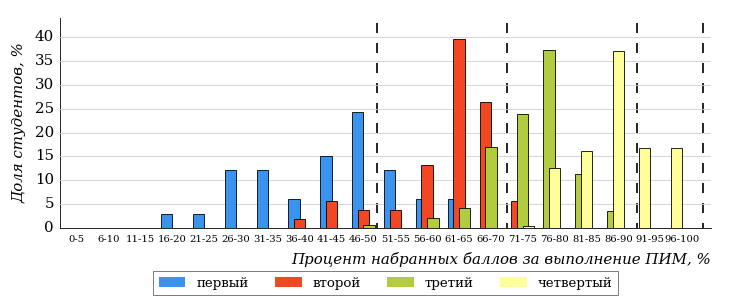 Доля студентов, %
40
35
30
25
20
15
10
5
0
0-5 6-10 11-15 16-20 21-25 26-30 31-35 36-40 41-45 46-50 51-55 56-60 61-65 66-70 71-75 76-80 81-85 86-90 91-95 96-100
Процент набранных баллов за выполнение ПИМ, %
первый второй третий четвертый